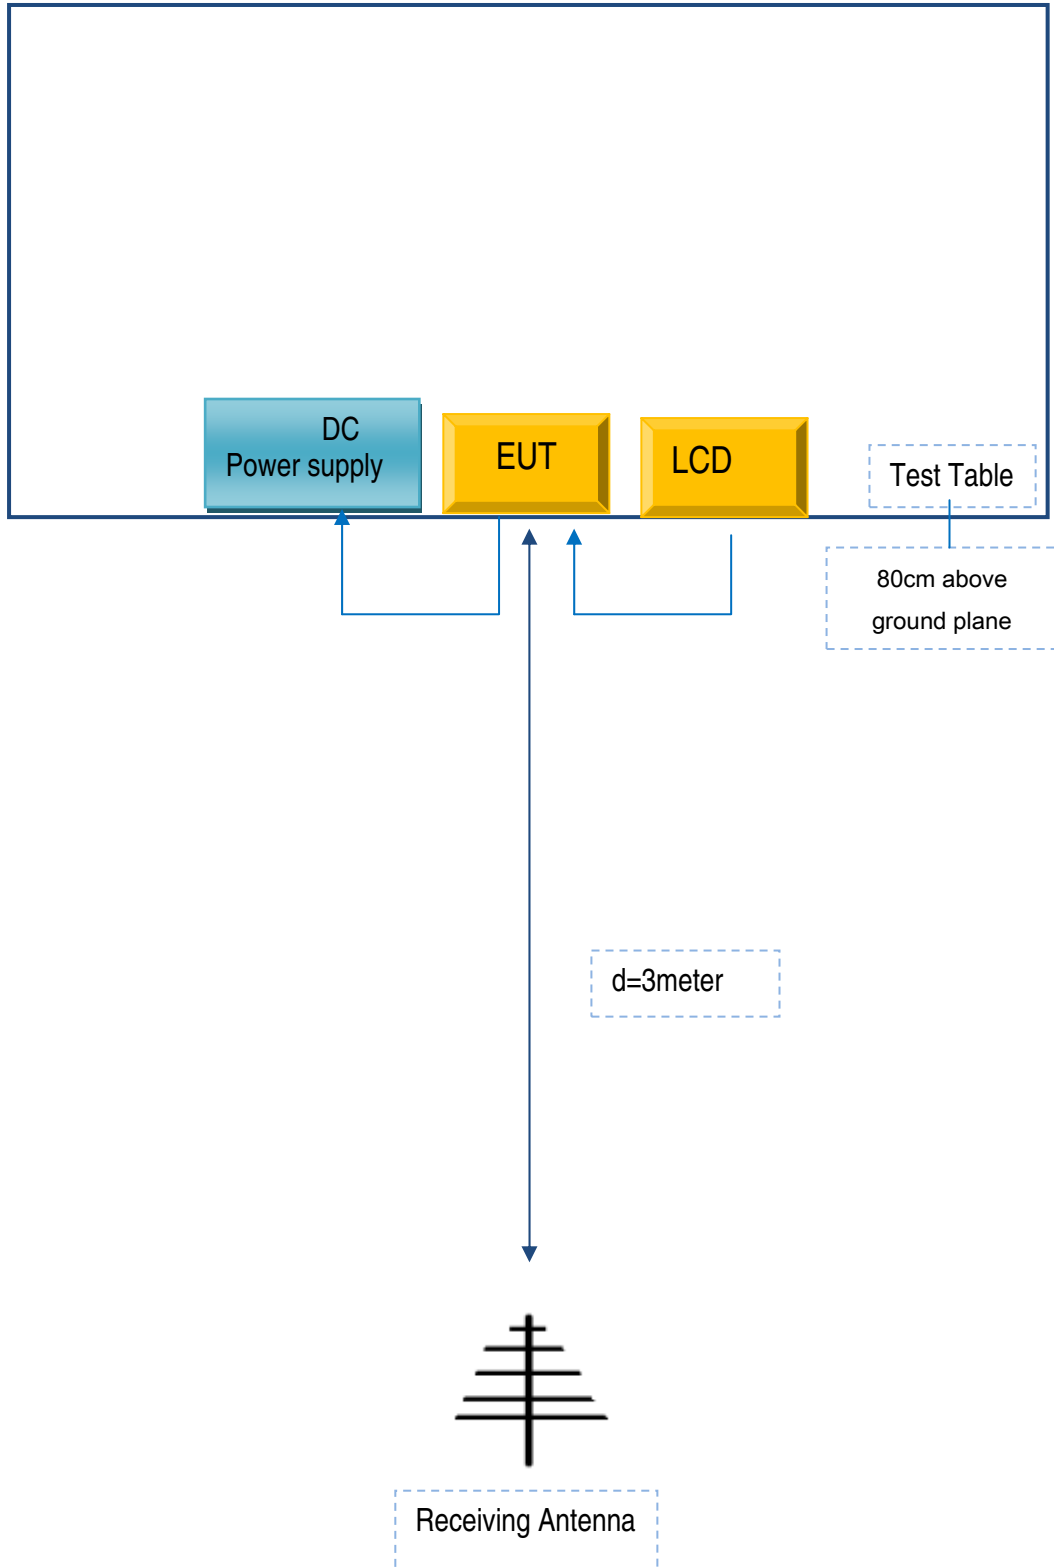 DC
Power supply
EUT
LCD
Test Table
80cm above
ground plane
d=3meter
Receiving Antenna